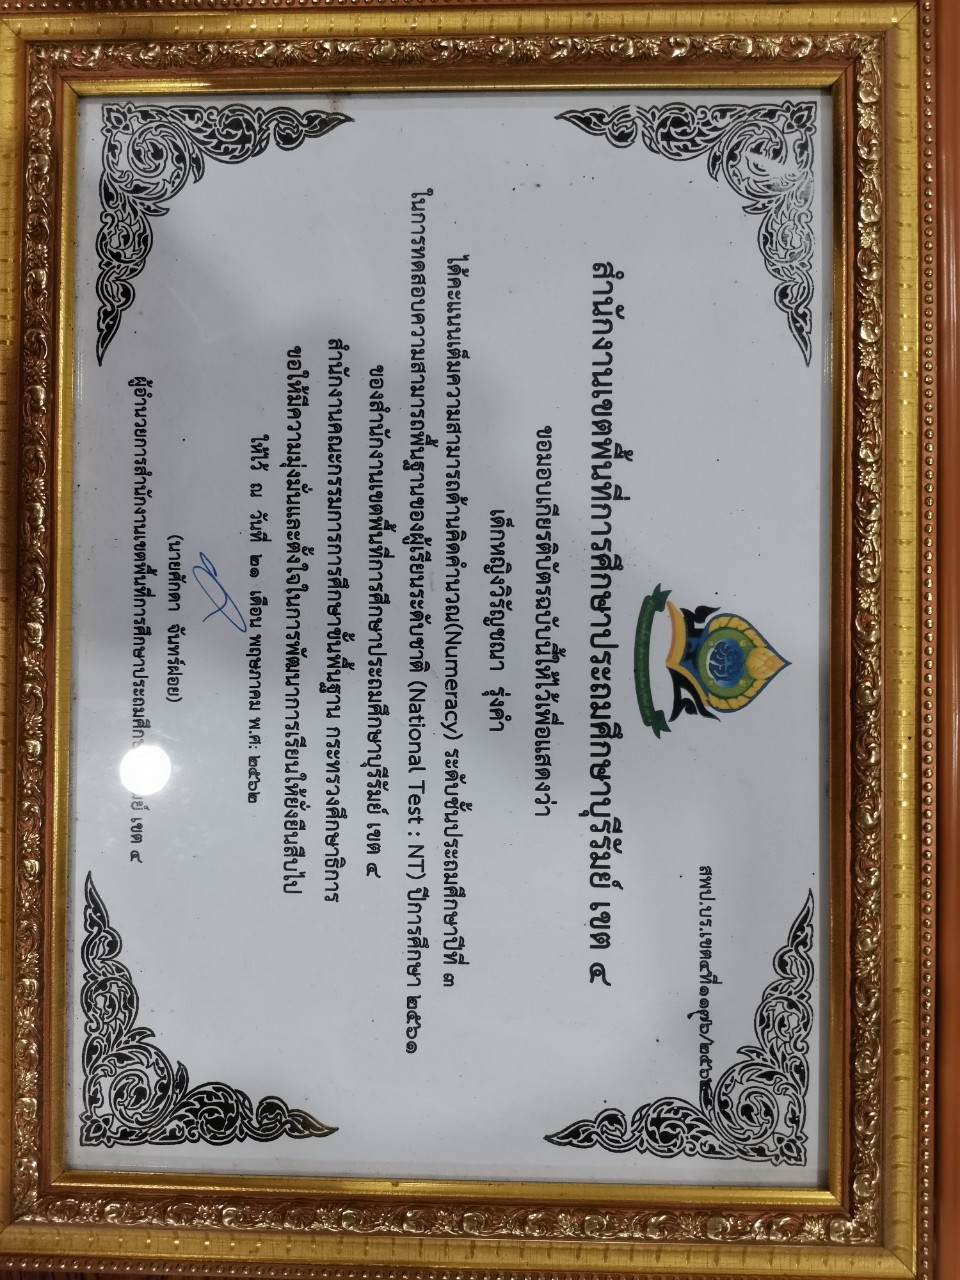 สพป.บร.เขต๔ที่๑๑๗๖/๒๕๖๒
สำนักงานเขตพื้นที่การศึกษาประถมศึกษาบุรีรัมย์ เขต ๔
ขอมอบเกียรติบัตรฉบับนี้ให้ไว้เพื่อแสดงว่า
เด็กหญิงวิรัญชณา รุ่งคำ
ได้คะแนนเต็มความสามารถด้านคิดคำนวณ(Numeracy) ระดับชั้นประถมศึกษาปีที่ ๓
ในการทดสอบความสามารถพื้นฐานของผู้เรียนระดับชาติ (National Test : NT) ปีการศึกษา ๒๕๖๑
ของสำนักงานเขตพื้นที่การศึกษาประถมศึกษาบุรีรัมย์ เขต ๔
สำนักงานคณะกรรมการการศึกษาขั้นพื้นฐาน กระทรวงศึกษาธิการ
ขอให้มีความมุ่งมั่นและตั้งใจในการพัฒนาการเรียนให้ยั่งยืนสืบไป
ให้ไว้ ณ วันที่ ๒๑ เดือน พฤษภาคม พ.ศ. ๒๕๖๒
(นายศักดา จันทร์ฝอย)
ผู้อำนวยการสำนักงานเขตพื้นที่การศึกษาประถมศึกษ มย์ เขต ๔